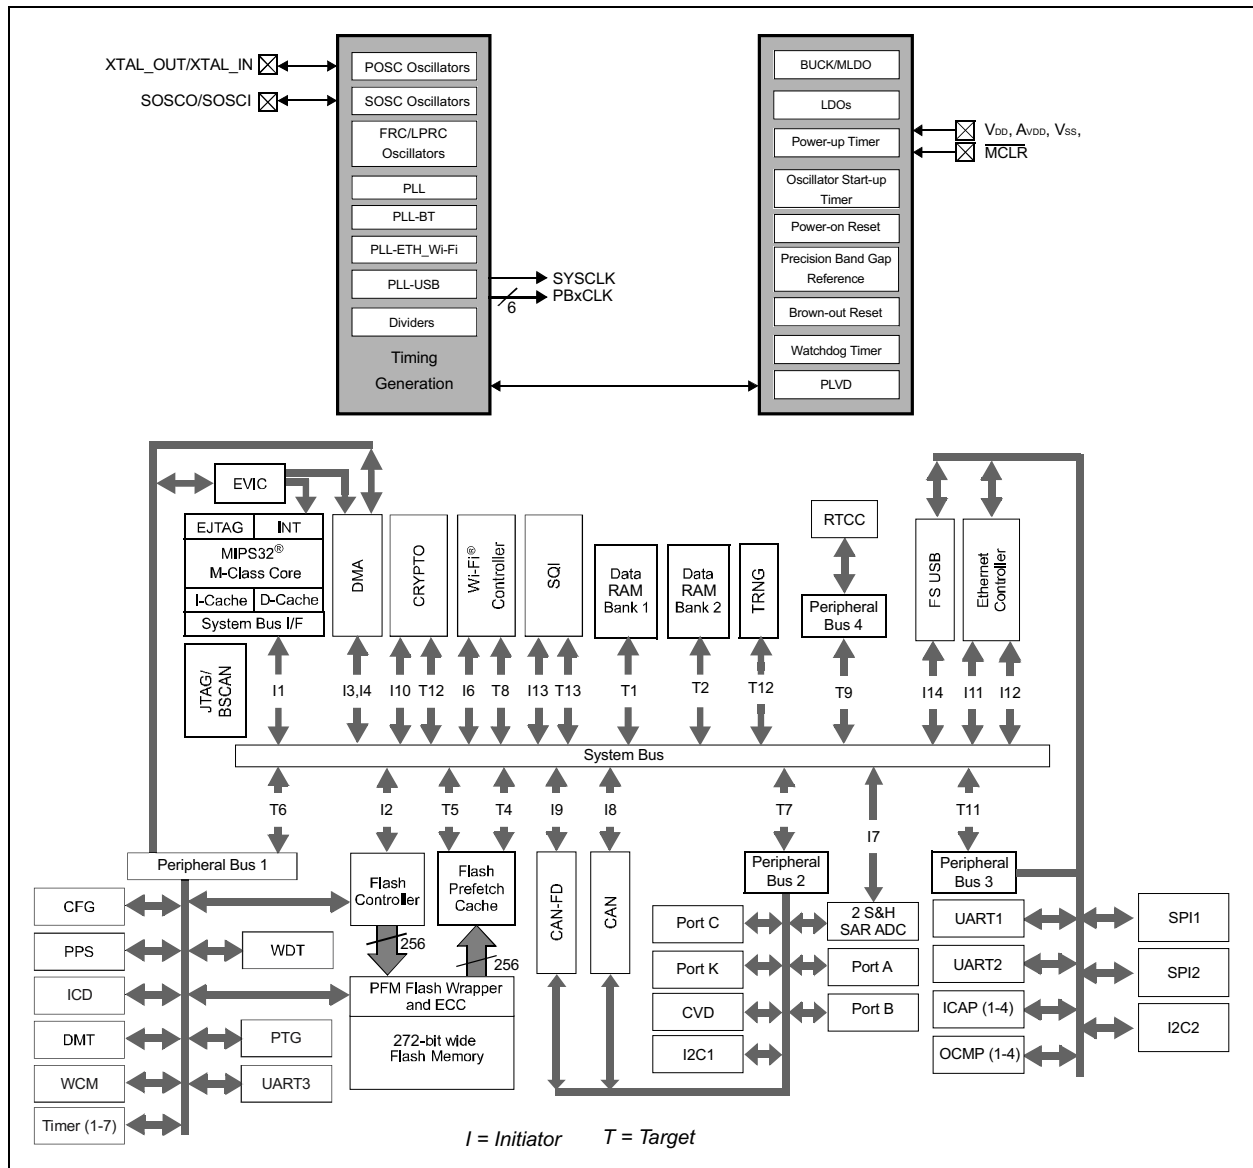 XTAL_OUT/XTAL_IN
SOSCO/SOSCI
POSC Oscillators
SOSC Oscillators
FRC/LPRC
Oscillators
PLL
PLL-BT
PLL-ETH_Wi-Fi
PLL-USB
Dividers
Timing
Generation
SYSCLK
PBxCLK
6
BUCK/MLDO
LDOs
Power-up Timer
Oscillator Start-up
Timer
Power-on Reset
Precision Band Gap
Reference
Brown-out Reset
Watchdog Timer
PLVD
VDD, AVDD, VSS,
MCLR
EVIC
EJTAG
INT
MIPS32®
M-Class Core
I-Cache
D-Cache
System Bus I/F
JTAG/
BSCAN
DMA
CRYPTO
Wi-Fi®
Controller
SQI
Data
RAM
Bank 1
Data
RAM
Bank 2
TRNG
RTCC
Peripheral
Bus 4
FS USB
Ethernet
Controller
I1
I3,I4
I10
T12
I6
T8
I13
T13
T1
T2
T12
T9
I14
I11
I12
System Bus
T6
I2
T5
T4
I9
I8
T7
I7
T11
Peripheral Bus 1
Flash
Controller
Flash
Prefetch
Cache
CAN-FD
CAN
Peripheral
Bus 2
Peripheral
Bus 3
CFG
PPS
ICD
DMT
WCM
Timer (1-7)
WDT
PTG
UART3
256
256
PFM Flash Wrapper
and ECC
272-bit wide
Flash Memory
Port C
Port K
CVD
I2C1
2 S&H
SAR ADC
Port A
Port B
UART1
UART2
ICAP (1-4)
OCMP (1-4)
SPI1
SPI2
I2C2
I = Initiator
T = Target